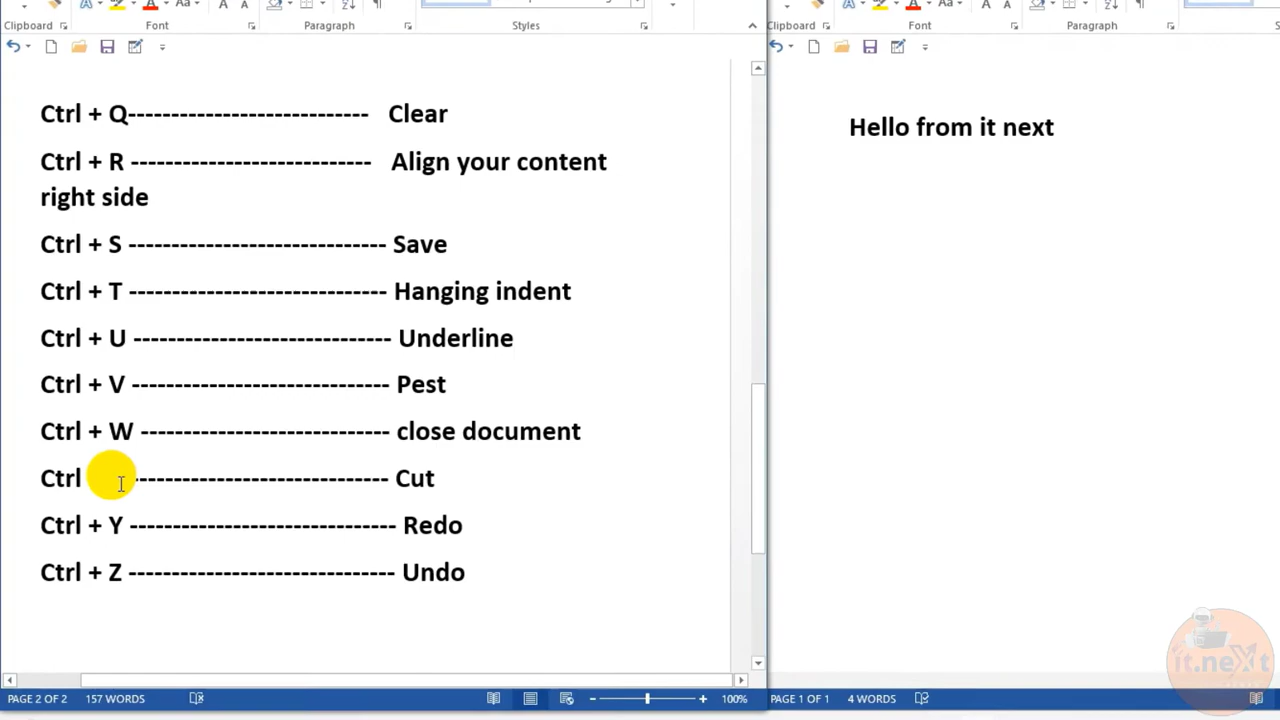 Clipboard Font Paragraph Styles Clipboard Font Paragraph
Ctrl + Q---------------------------- Clear
Ctrl + R ---------------------------- Align your content
right side
Ctrl + S ------------------------------ Save
Ctrl + T ------------------------------ Hanging indent
Ctrl + U ------------------------------ Underline
Ctrl + V ------------------------------ Pest
Ctrl + W ----------------------------- close document
Ctrl ----------------------------- Cut
Ctrl + Y ------------------------------- Redo
Ctrl + Z ------------------------------- Undo
Hello from it next
it.neXt
PAGE 2 OF 2 157 WORDS 100% PAGE 1 OF 1 4 WORDS